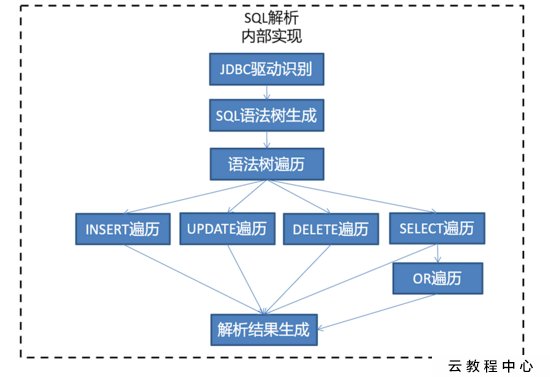 SQL解析
内部实现
JDBC驱动识别
SQL语法树生成
语法树遍历
INSERT遍历
UPDATE遍历
DELETE遍历
SELECT遍历
OR遍历
解析结果生成
云教程中心